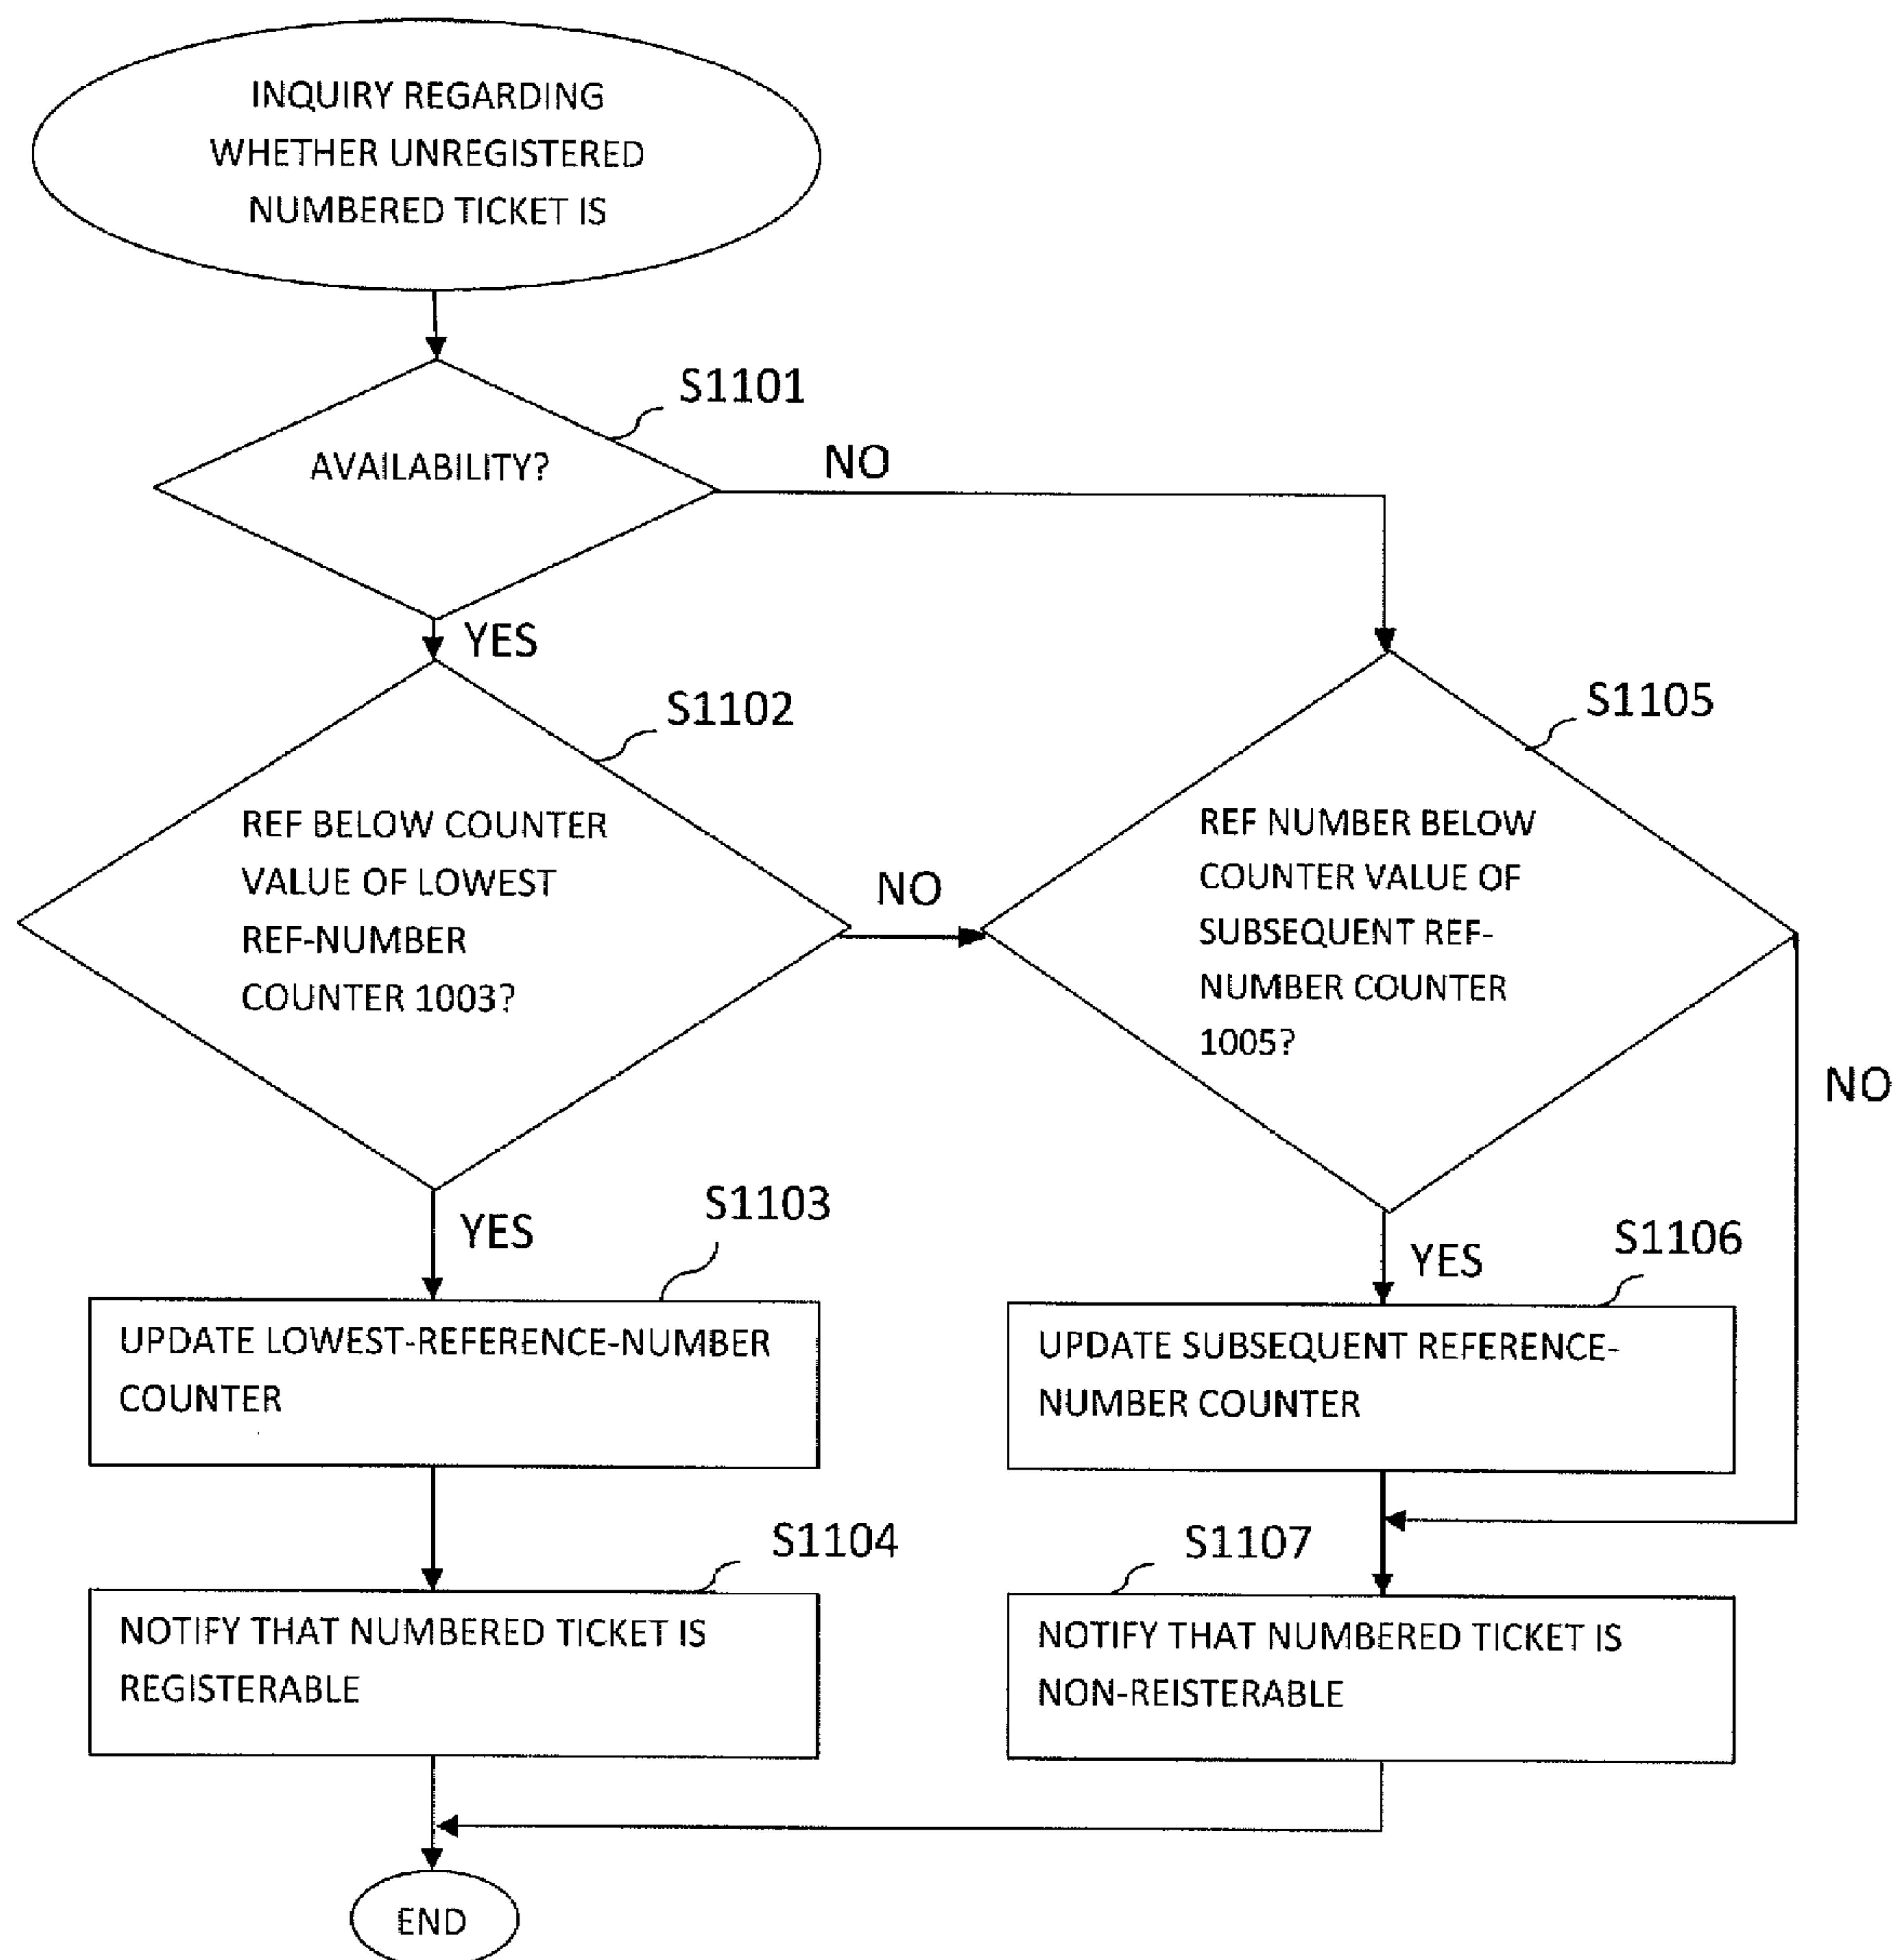 INQUIRY REGARDING
WHETHER UNREGISTERED
NUMBERED TICKET IS
S1101
AVAILABILITY?
NO
YES
S1102
REF BELOW COUNTER
VALUE OF LOWEST
REF-NUMBER
COUNTER 1003?
NO
S1105
REF NUMBER BELOW
COUNTER VALUE OF
SUBSEQUENT REF-
NUMBER COUNTER
1005?
NO
YES
S1103
UPDATE LOWEST-REFERENCE-NUMBER
COUNTER
YES
S1106
UPDATE SUBSEQUENT REFERENCE-
NUMBER COUNTER
S1104
NOTIFY THAT NUMBERED TICKET IS
REGISTERABLE
S1107
NOTIFY THAT NUMBERED TICKET IS
NON-REISTERABLE
END